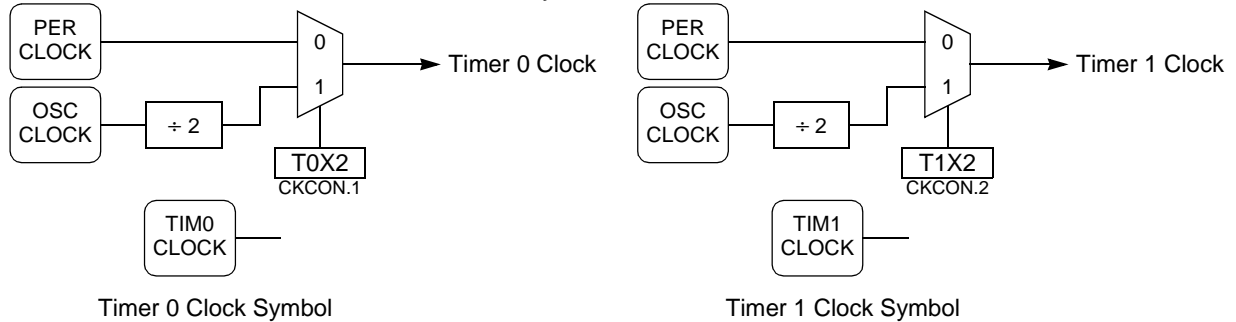 PER
CLOCK
0
Timer 0 Clock
1
OSC
CLOCK
÷ 2
T0X2
CKCON.1
TIM0
CLOCK
Timer 0 Clock Symbol
PER
CLOCK
0
Timer 1 Clock
1
OSC
CLOCK
÷ 2
T1X2
CKCON.2
TIM1
CLOCK
Timer 1 Clock Symbol